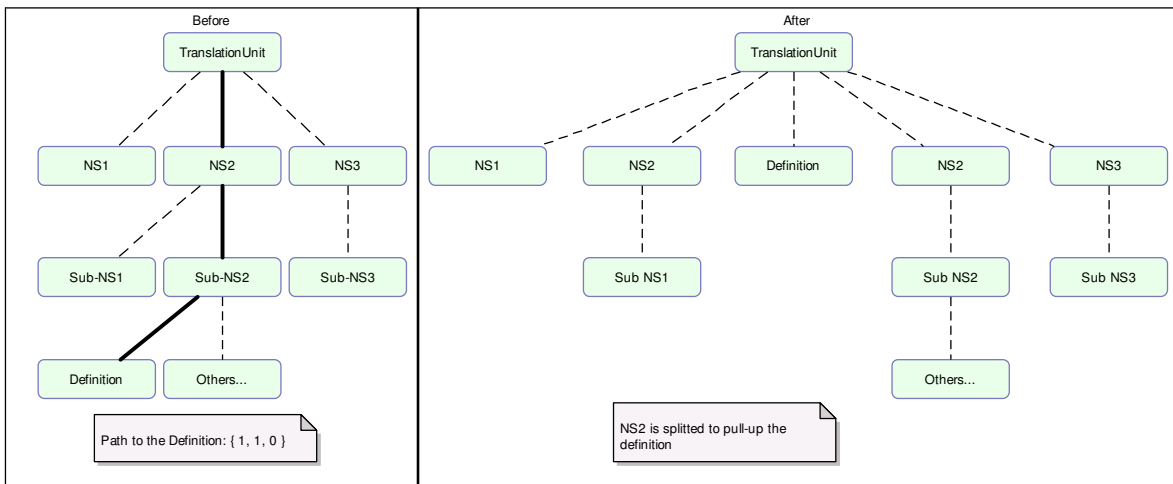 Before
TranslationUnit
NS1
NS2
NS3
Sub-NS1
Sub-NS2
Sub-NS3
Definition
Others...
Path to the Definition: { 1, 1, 0 }
After
TranslationUnit
NS1
NS2
Definition
NS2
NS3
Sub NS1
Sub NS2
Sub NS3
Others...
NS2 is splitted to pull-up the
definition